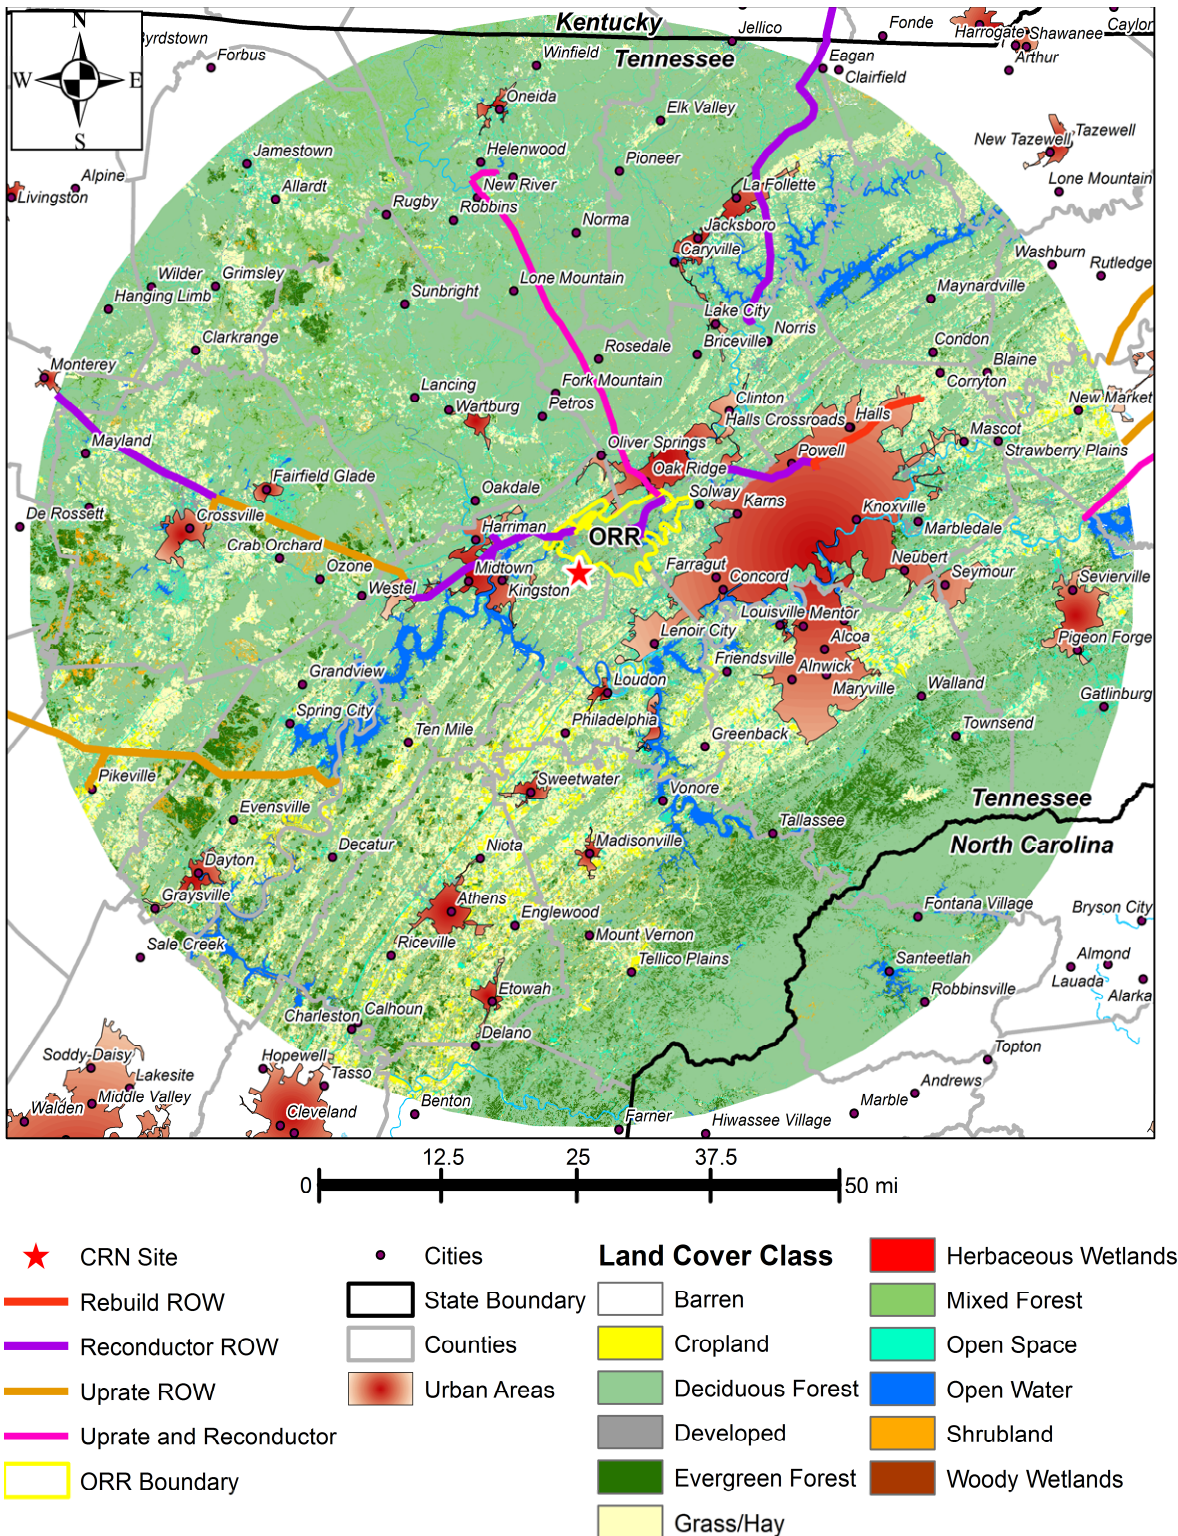 Kentucky
Tennessee
N
W
E
S
Byrdstown
Forbus
Winfield
Jellico
Fonde
Harrogate
Shawanee
Caylor
Arthur
Eagan
Clairfield
Oneida
Elk Valley
New Tazewell
Tazewell
Jamestown
Helenwood
Pioneer
Alpine
Livingston
Allardt
New River
La Follette
Lone Mountain
Rugby
Robbins
Norma
Jacksboro
Caryville
Washburn
Rutledge
Wilder
Grimsley
Hanging Limb
Sunbright
Lone Mountain
Maynardville
Lake City
Norris
Clarkrange
Rosedale
Briceville
Condon
Blaine
Monterey
Lancing
Fork Mountain
Corryton
Wartburg
Petros
Clinton
New Market
Halls Crossroads
Halls
Mayland
Oliver Springs
Powell
Mascot
Strawberry Plains
Fairfield Glade
Oak Ridge
Oakdale
Solway
Karns
De Rossett
Crossville
Harriman
ORR
Knoxville
Marbledale
Crab Orchard
Ozone
Midtown
Farragut
Concord
Neubert
Seymour
Sevierville
Westel
Kingston
Louisville
Mentor
Lenoir City
Alcoa
Pigeon Forge
Grandview
Loudon
Friendsville
Alnwick
Maryville
Walland
Gatlinburg
Spring City
Ten Mile
Philadelphia
Greenback
Townsend
Pikeville
Sweetwater
Vonore
Tennessee
Evensville
Tallassee
North Carolina
Decatur
Niota
Madisonville
Dayton
Graysville
Athens
Englewood
Fontana Village
Bryson City
Sale Creek
Riceville
Mount Vernon
Tellico Plains
Santeetlah
Almond
Lauada
Alarka
Etowah
Robbinsville
Charleston
Calhoun
Delano
Soddy-Daisy
Hopewell
Topton
Lakesite
Tasso
Andrews
Walden
Middle Valley
Cleveland
Benton
Farner
Marble
Hiwassee Village
0
12.5
25
37.5
50 mi
CRN Site
Rebuild ROW
Reconductor ROW
Uprate ROW
Uprate and Reconductor
ORR Boundary
Cities
State Boundary
Counties
Urban Areas
Land Cover Class
Barren
Cropland
Deciduous Forest
Developed
Evergreen Forest
Grass/Hay
Herbaceous Wetlands
Mixed Forest
Open Space
Open Water
Shrubland
Woody Wetlands